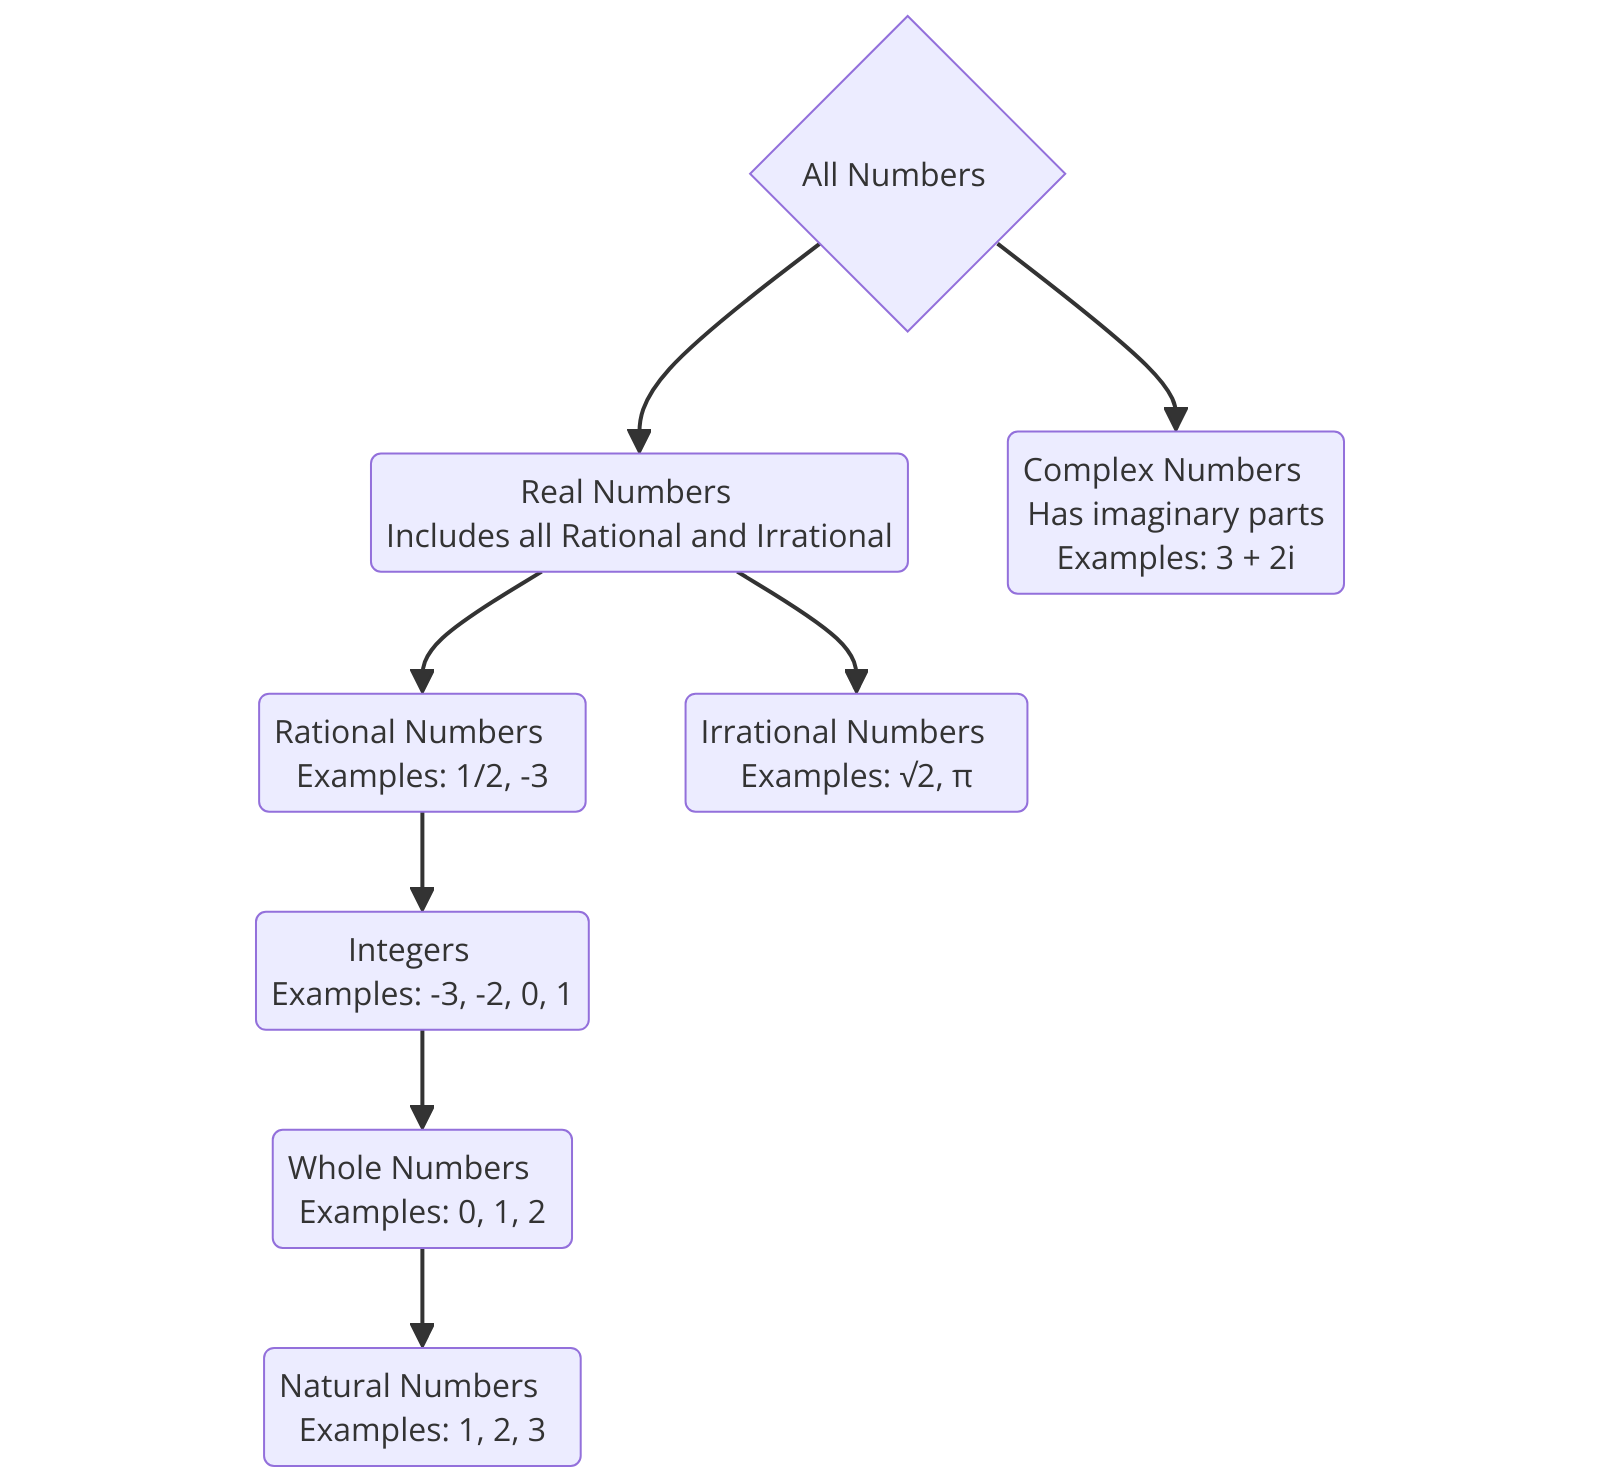 All Numbers
Real Numbers
Includes all Rational and Irrational
Complex Numbers
Has imaginary parts
Examples: 3 + 2i
Rational Numbers
Examples: 1/2, -3
Irrational Numbers
Examples: √2, π
Integers
Examples: -3, -2, 0, 1
Whole Numbers
Examples: 0, 1, 2
Natural Numbers
Examples: 1, 2, 3